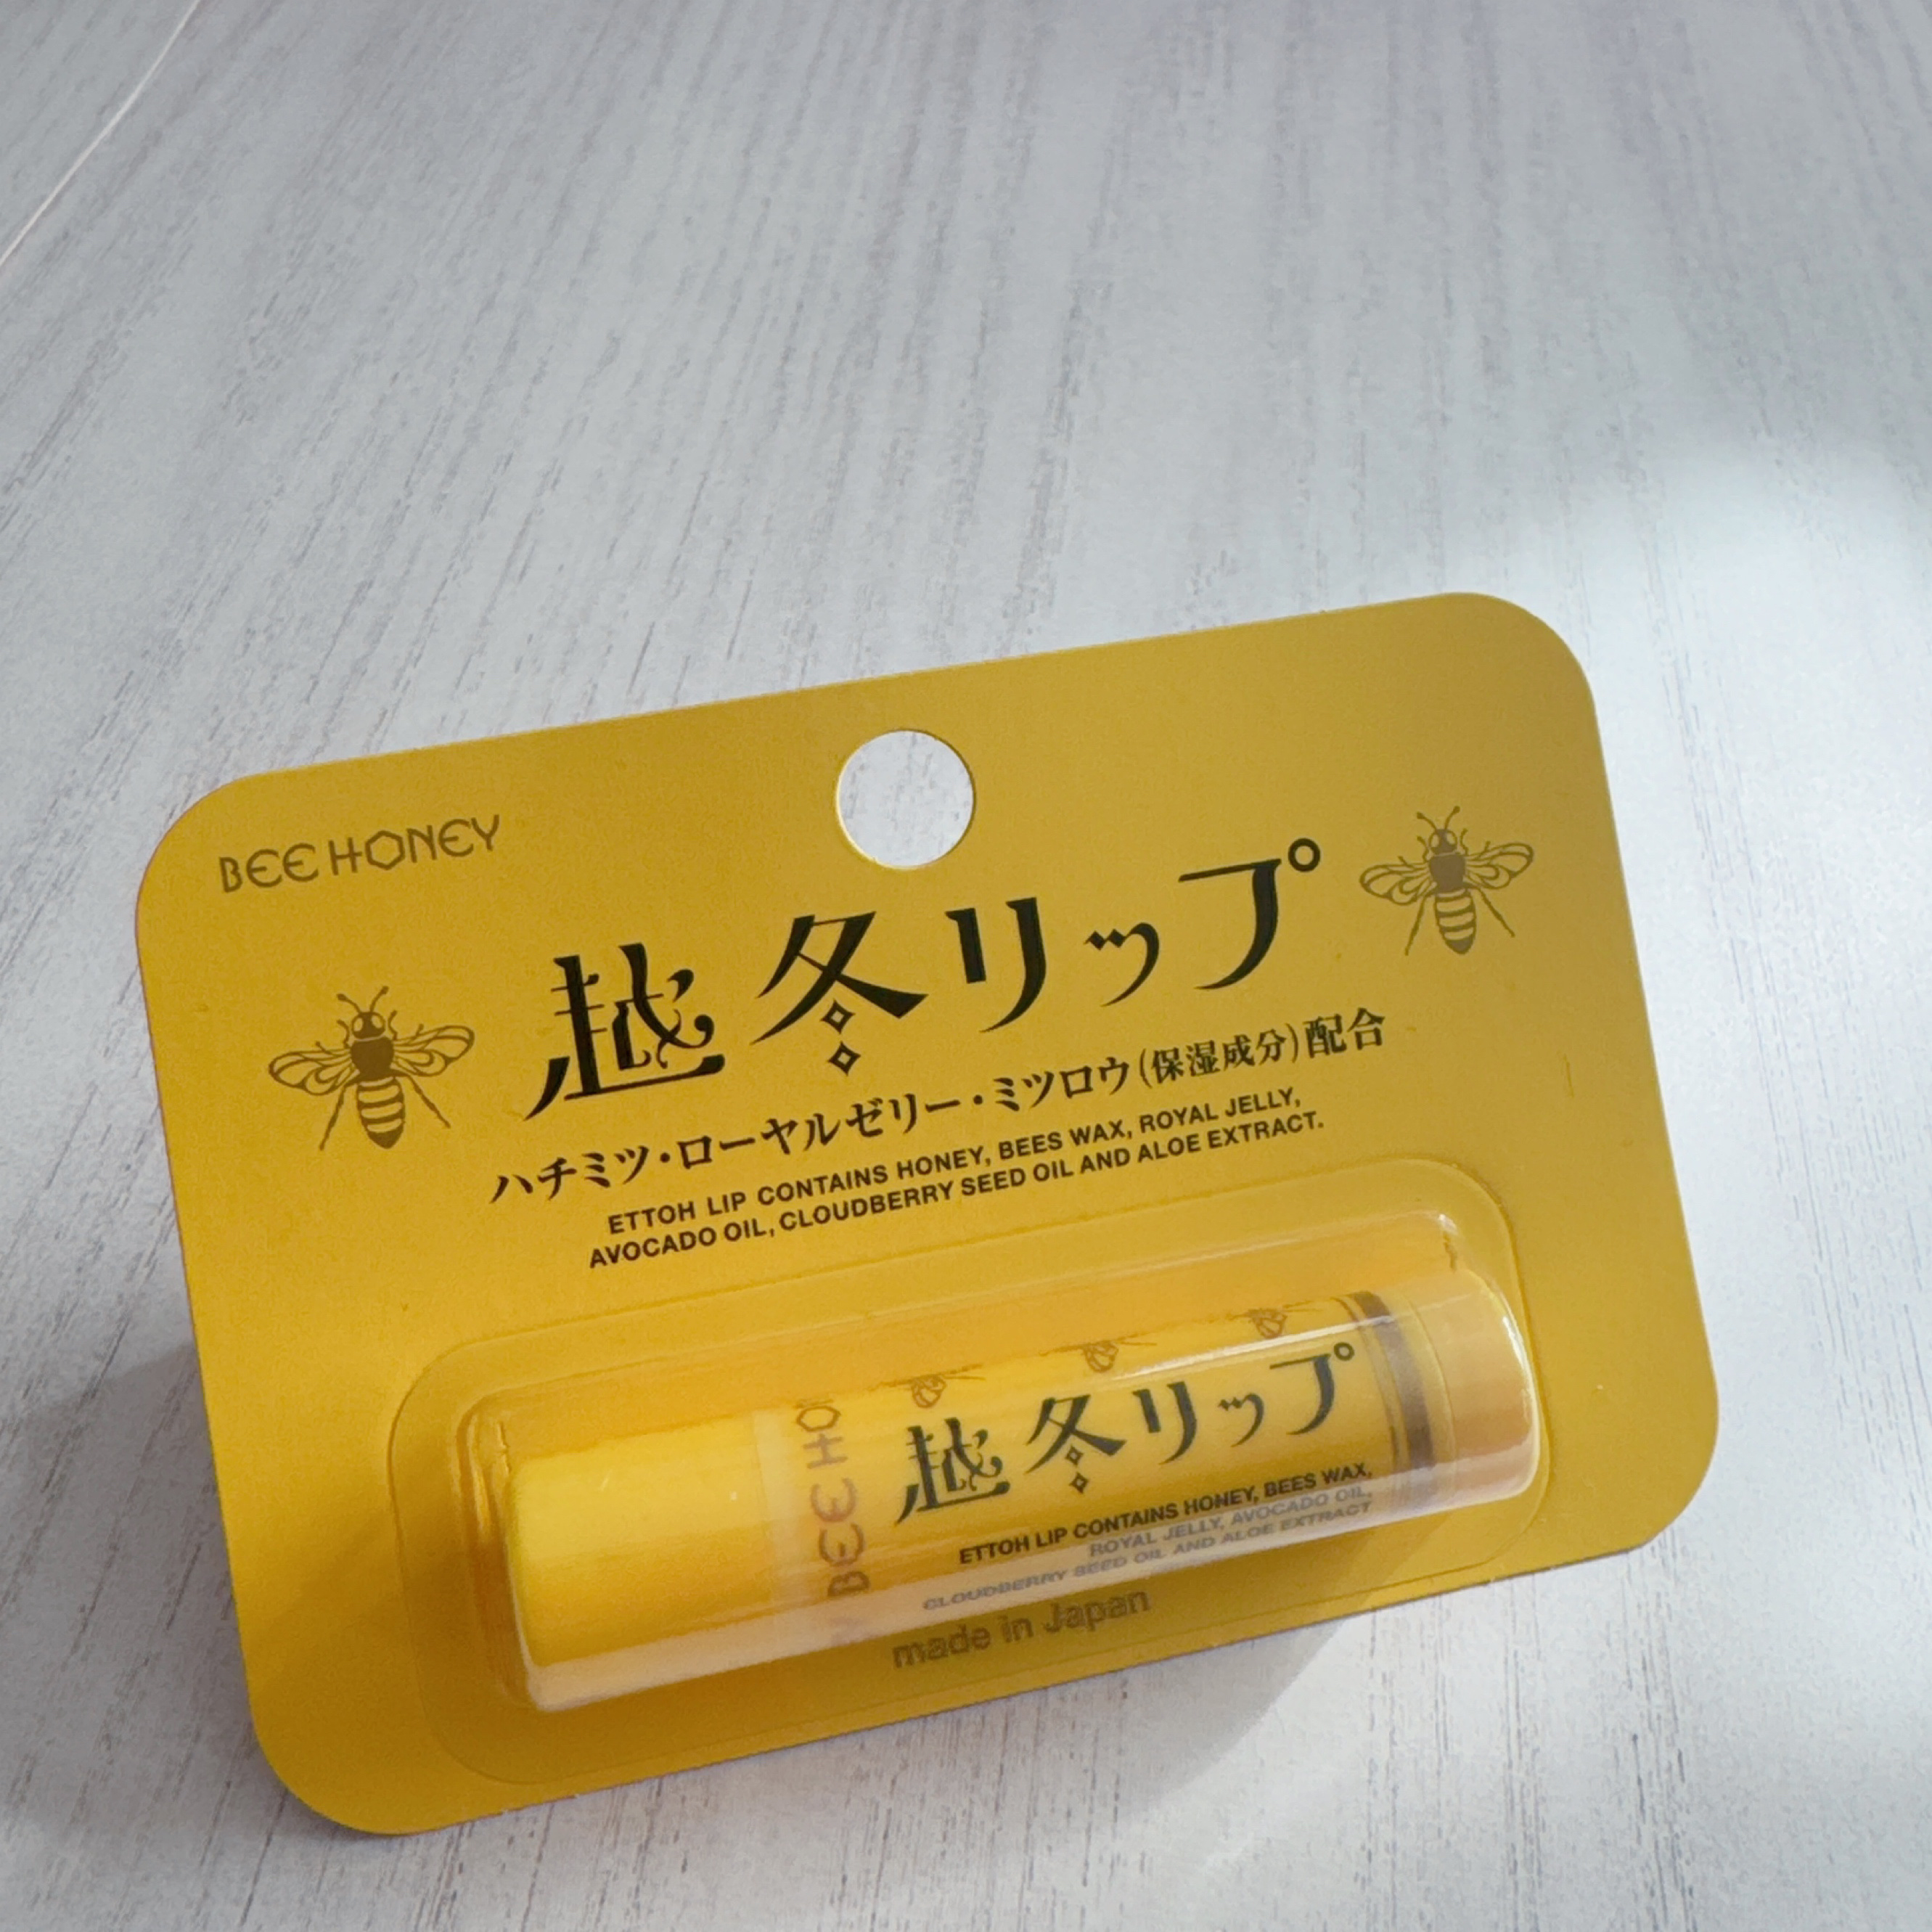 BEE HONEY
越冬リップ
ハチミツ・ローヤルゼリー・ミツロウ(保湿成分)配合
ETTOH LIP CONTAINS HONEY, BEES WAX, ROYAL JELLY,
AVOCADO OIL, CLOUDBERRY SEED OIL AND ALOE EXTRACT.
BEE HO
越冬リップ
ETTOH LIP CONTAINS HONEY, BEES WAX,
ROYAL JELLY, AVOCADO OIL,
CLOUDBERRY SEED OIL AND ALOE EXTRACT
made in Japan